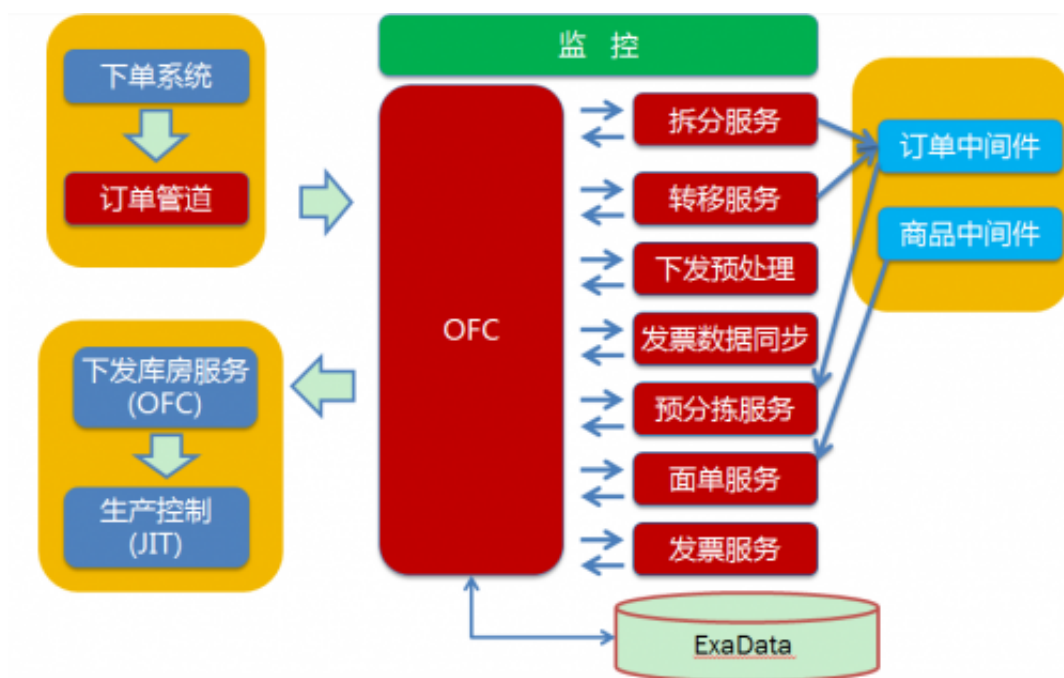 监 控
下单系统
订单管道
OFC
拆分服务
转移服务
下发预处理
发票数据同步
预分拣服务
面单服务
发票服务
订单中间件
商品中间件
下发库房服务
(OFC)
生产控制
(JIT)
ExaData